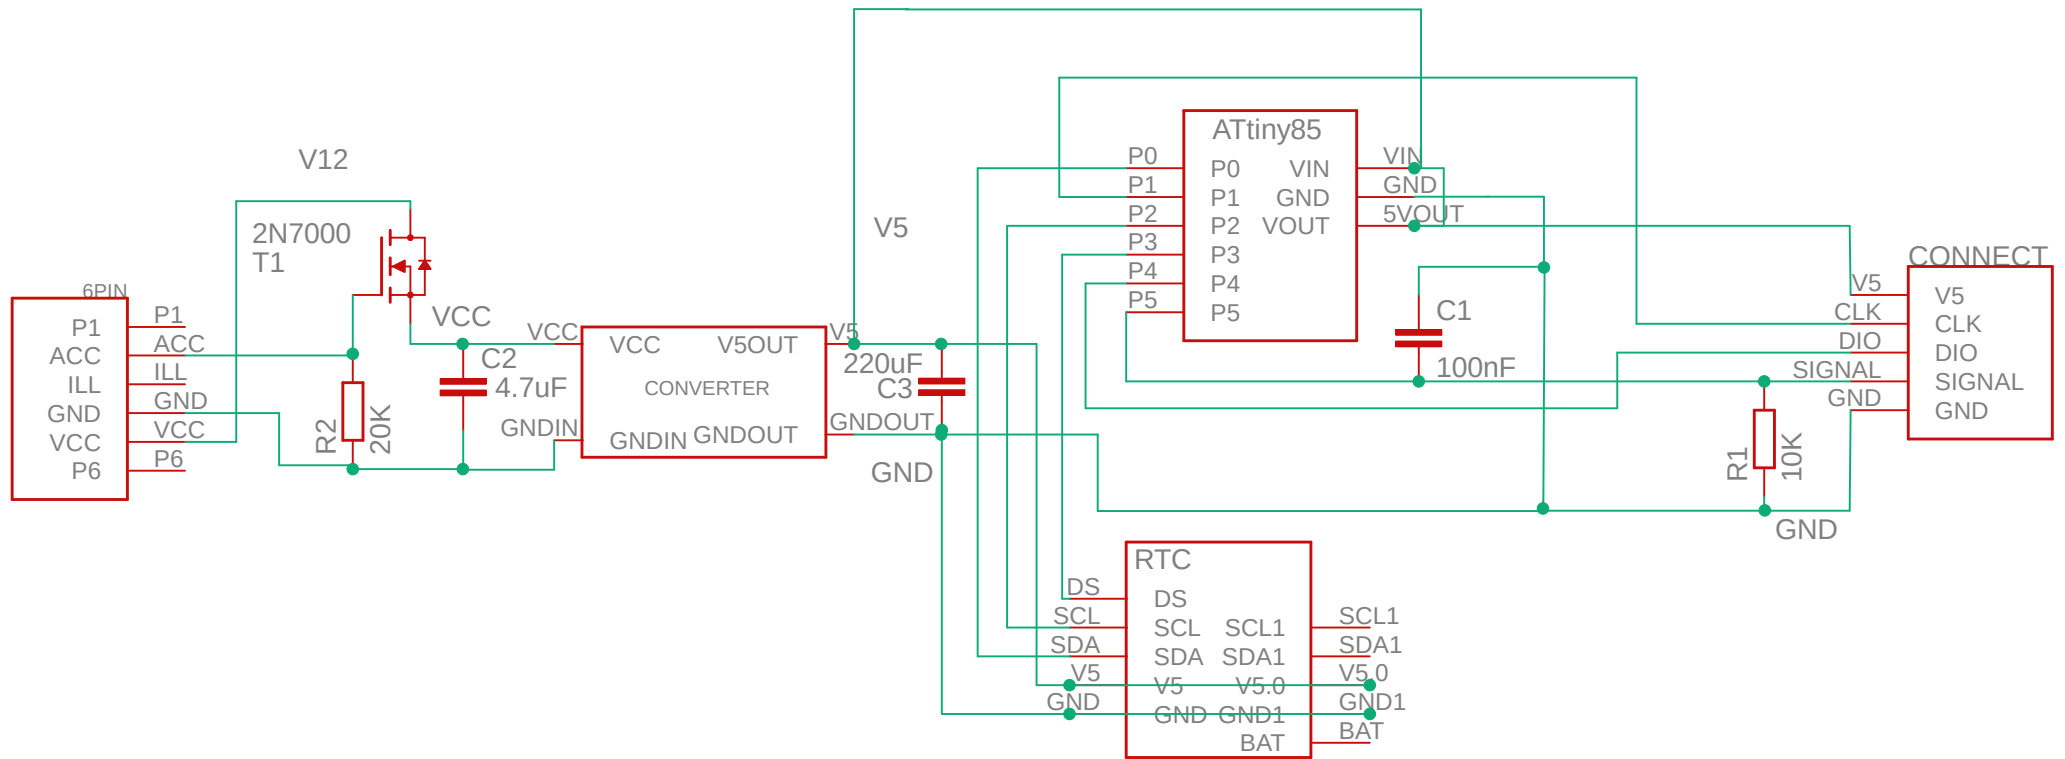 V12
2N7000
T1
6PIN
P1
ACC
ILL
GND
VCC
P6
P1
ACC
ILL
GND
VCC
P6
R2
20K
VCC
C2
4.7uF
VCC
GNDIN
VCC
V5OUT
CONVERTER
GNDIN
GNDOUT
V5
220uF
C3
GNDOUT
GND
V5
ATtiny85
P0
P1
P2
P3
P4
P5
P0
P1
P2
P3
P4
P5
VIN
GND
VOUT
VIN
GND
5VOUT
C1
100nF
CONNECT
V5
CLK
DIO
SIGNAL
GND
V5
CLK
DIO
SIGNAL
GND
R1
10K
GND
RTC
DS
SCL
SDA
V5
GND
DS
SCL
SDA
V5
GND
SCL1
SDA1
V5.0
GND1
BAT
SCL1
SDA1
V5.0
GND1
BAT